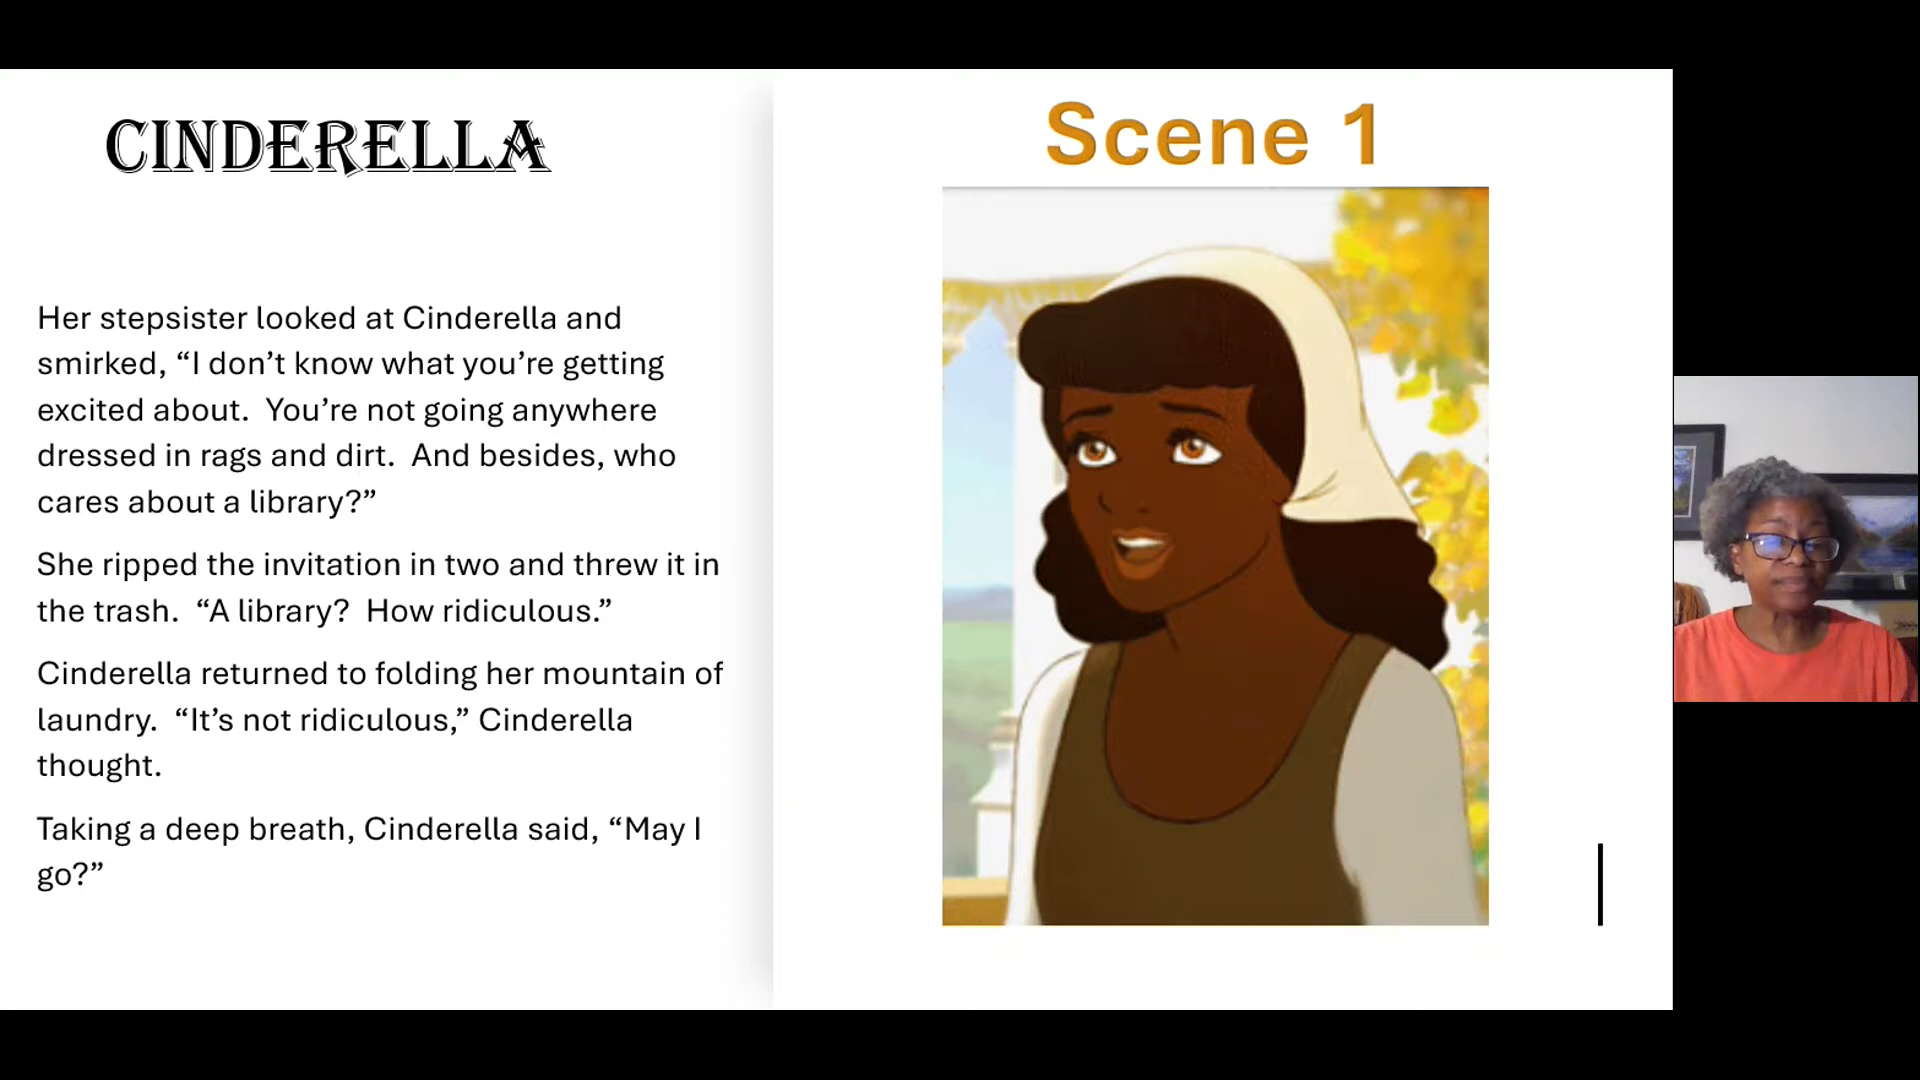 CINDERELLA
Scene 1
Her stepsister looked at Cinderella and
smirked, “I don’t know what you’re getting
excited about.  You’re not going anywhere
dressed in rags and dirt.  And besides, who
cares about a library?”
She ripped the invitation in two and threw it in
the trash.  “A library?  How ridiculous.”
Cinderella returned to folding her mountain of
laundry.  “It’s not ridiculous,” Cinderella
thought.
Taking a deep breath, Cinderella said, “May I
go?”